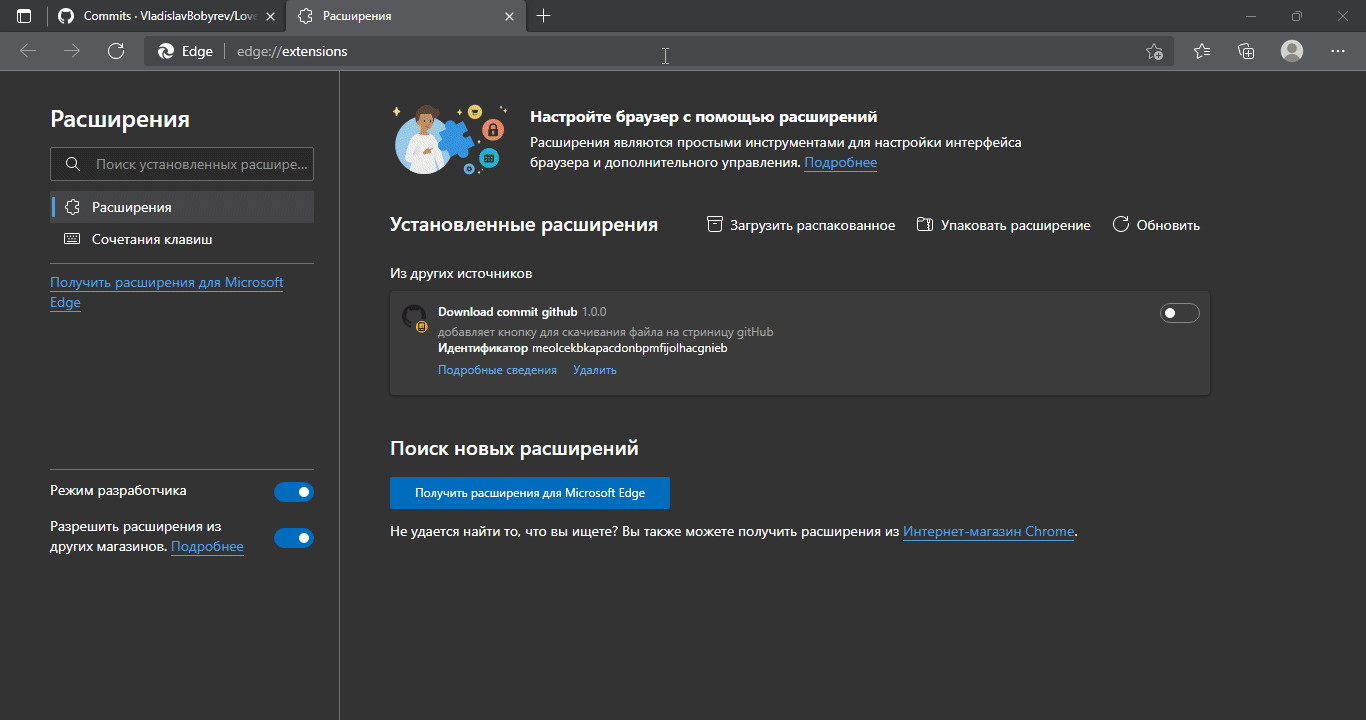 Commits · VladislavBobyrev/Love
Расширения
Edge
edge://extensions
Расширения
Поиск установленных расшире...
Расширения
Сочетания клавиш
Получить расширения для Microsoft
Edge
Режим разработчика
Разрешить расширения из
других магазинов. Подробнее
Настройте браузер с помощью расширений
Расширения являются простыми инструментами для настройки интерфейса
браузера и дополнительного управления. Подробнее
Установленные расширения
Загрузить распакованное
Упаковать расширение
Обновить
Из других источников
Download commit github 1.0.0
добавляет кнопку для скачивания файла на стриницу gitHub
Идентификатор meolcekbkapacdonbpmfijolhacgnieb
Подробные сведения Удалить
Поиск новых расширений
Получить расширения для Microsoft Edge
Не удается найти то, что вы ищете? Вы также можете получить расширения из Интернет-магазин Chrome.